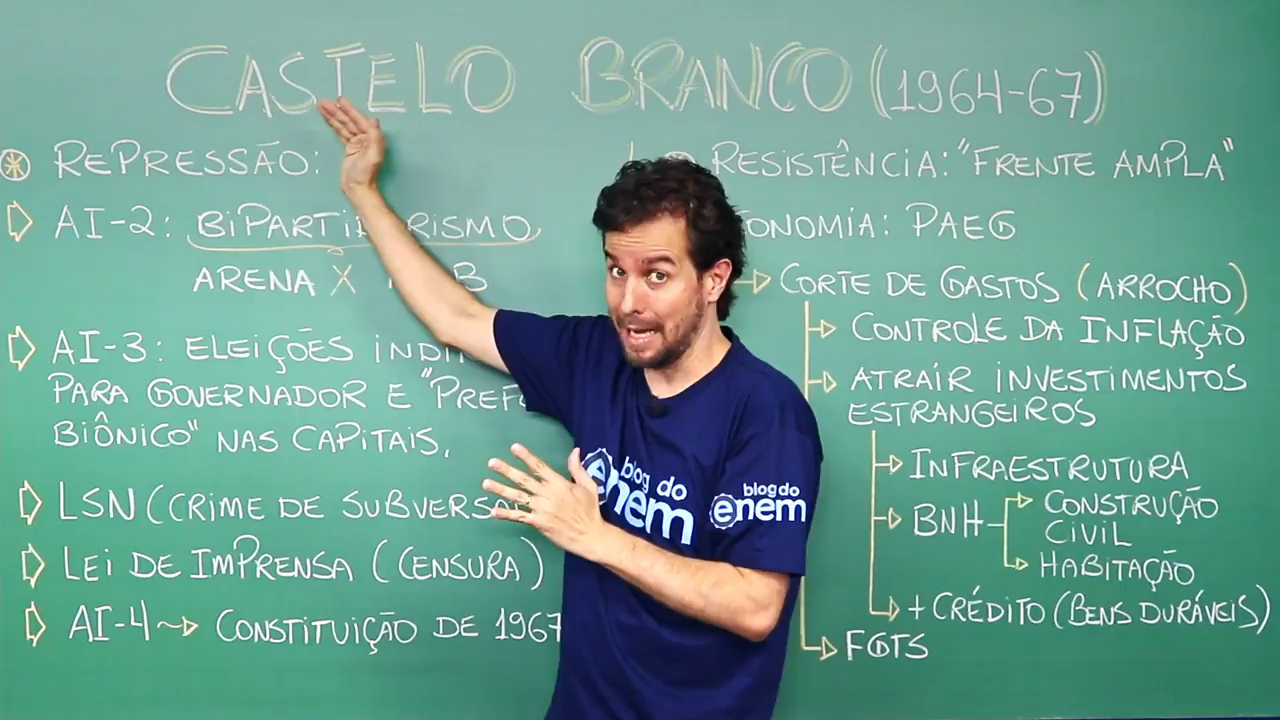 CASTELO BRANCO (1964-67)
REPRESSÃO:
AI-2: BIPARTI RISMO
ARENA X B
AI-3: ELEIÇÕES INDI
PARA GOVERNADOR E "PREF
BIÔNICO" NAS CAPITAIS.
LSN (CRIME DE SUBVERSÃ
LEI DE IMPRENSA (CENSURA)
AI-4 CONSTITUIÇÃO DE 1967
RESISTÊNCIA: "FRENTE AMPLA"
ONOMIA: PAEG
CORTE DE GASTOS (ARROCHO)
CONTROLE DA INFLAÇÃO
ATRAIR INVESTIMENTOS
ESTRANGEIROS
INFRAESTRUTURA
BNH
CONSTRUÇÃO
CIVIL
HABITAÇÃO
+ CRÉDITO (BENS DURÁVEIS)
FGTS
blog do
enem
blog do
enem